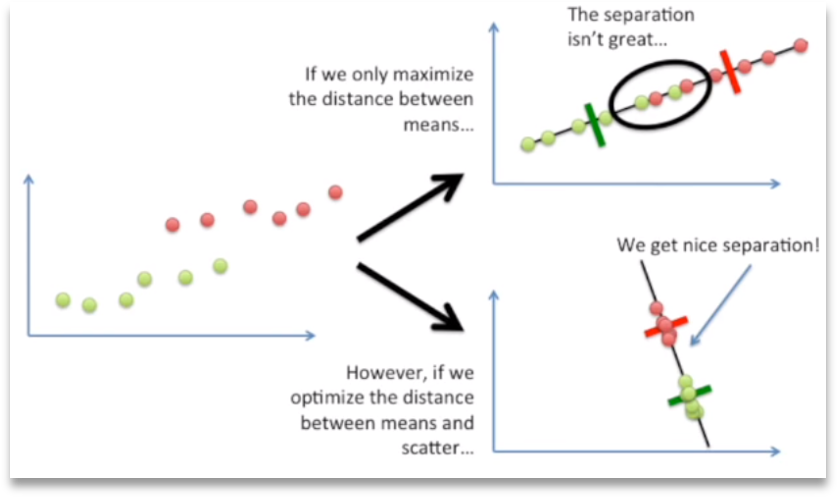 The separation
isn't great...
If we only maximize
the distance between
means...
We get nice separation!
However, if we
optimize the distance
between means and
scatter...